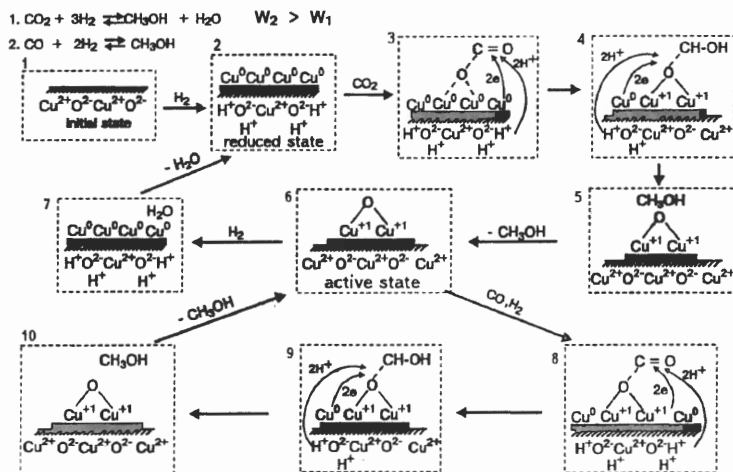 1. CO₂ + 3H₂ ⇌ CH₃OH + H₂O W₂ > W₁
2. CO + 2H₂ ⇌ CH₃OH
1
Cu²⁺O²⁻Cu²⁺O²⁻
initial state
H₂
2
Cu⁰Cu⁰Cu⁰Cu⁰
H⁺O²⁻Cu²⁺O²⁻H⁺
H⁺ H⁺
reduced state
CO₂
3
C = O
O 2e 2H⁺
Cu⁰ Cu⁰ Cu⁰ Cu⁰
H⁺O²⁻Cu²⁺O²⁻H⁺
H⁺ H⁺
4
CH-OH
2H⁺ O
2e
Cu⁰ Cu⁺¹ Cu⁺¹
H⁺O²⁻Cu²⁺O²⁻ Cu²⁺
H⁺
5
CH₃OH
O
Cu⁺¹ Cu⁺¹
Cu²⁺O²⁻Cu²⁺O²⁻ Cu²⁺
- CH₃OH
6
O
Cu⁺¹ Cu⁺¹
Cu²⁺O²⁻Cu²⁺O²⁻ Cu²⁺
active state
H₂
7
H₂O
Cu⁰Cu⁰Cu⁰Cu⁰
H⁺O²⁻Cu²⁺O²⁻H⁺
H⁺ H⁺
- H₂O
CO,H₂
8
C = O
O 2H⁺
2e
Cu⁰ Cu⁺¹ Cu⁺¹ Cu⁰
Cu²⁺O²⁻Cu²⁺O²⁻H⁺
H⁺
9
CH-OH
2H⁺ O
2e
Cu⁰ Cu⁺¹ Cu⁺¹
H⁺O²⁻Cu²⁺O²⁻ Cu²⁺
H⁺
10
CH₃OH
O
Cu⁺¹ Cu⁺¹
Cu²⁺O²⁻Cu²⁺O²⁻ Cu²⁺
- CH₃OH